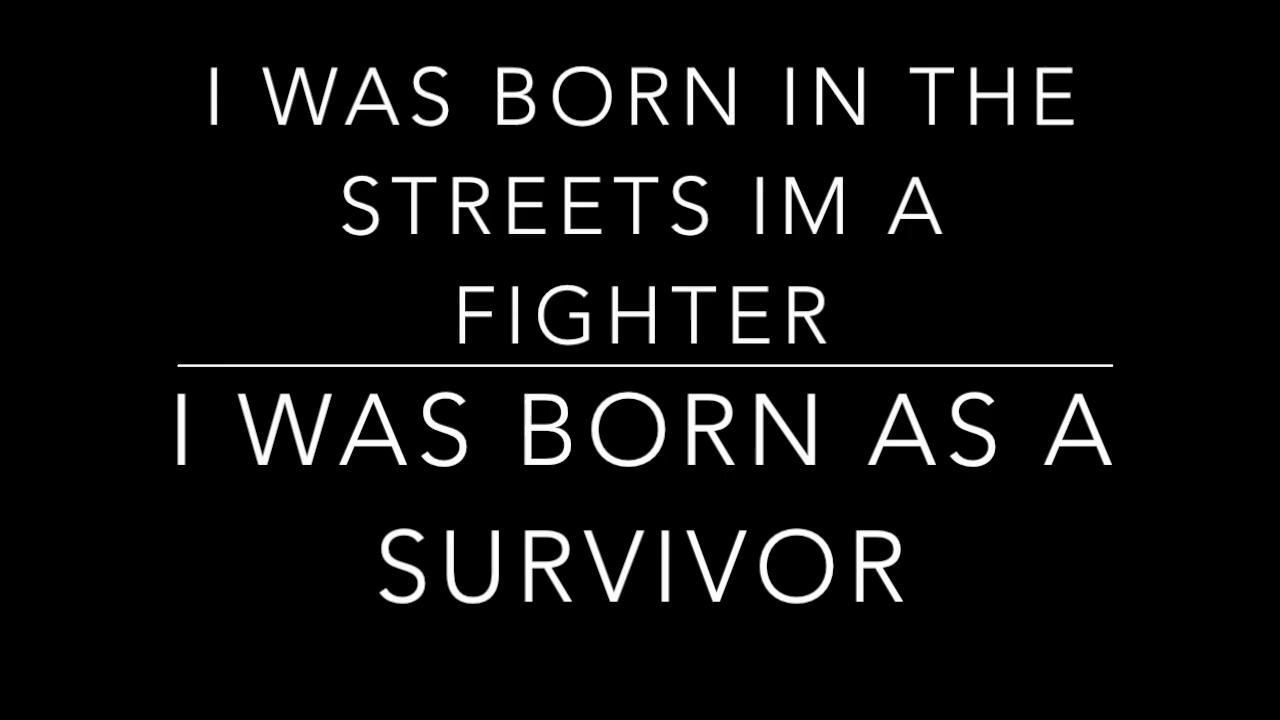 I WAS BORN IN THE
STREETS IM A
FIGHTER
I WAS BORN AS A
SURVIVOR